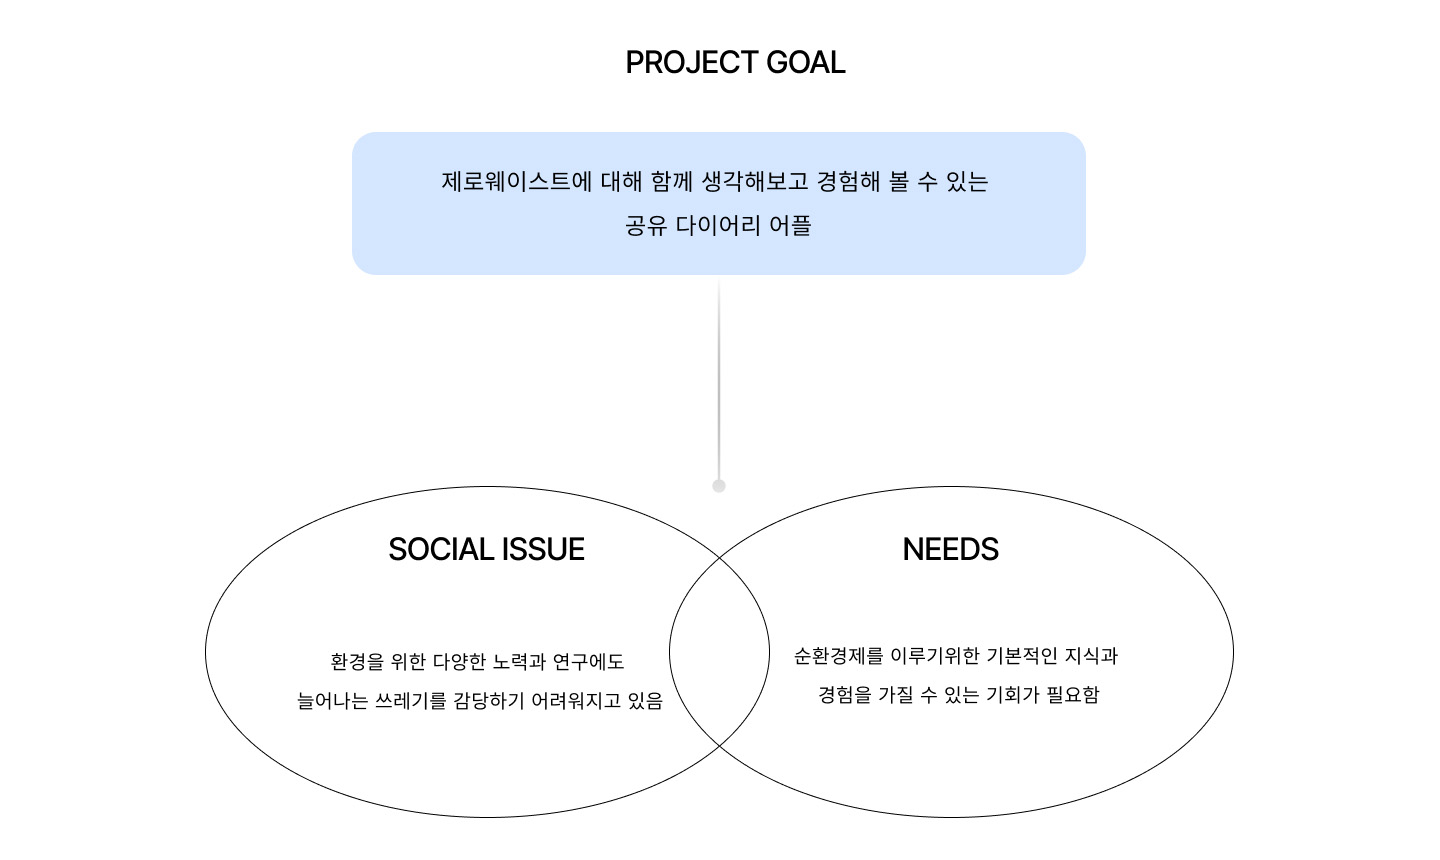 PROJECT GOAL
제로웨이스트에 대해 함께 생각해보고 경험해 볼 수 있는
공유 다이어리 어플
SOCIAL ISSUE
환경을 위한 다양한 노력과 연구에도
늘어나는 쓰레기를 감당하기 어려워지고 있음
NEEDS
순환경제를 이루기위한 기본적인 지식과
경험을 가질 수 있는 기회가 필요함